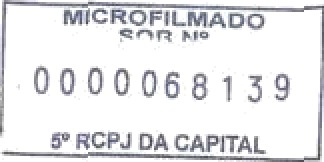 MICROFILMADO
SOB Nº
0000068139
5º RCPJ DA CAPITAL